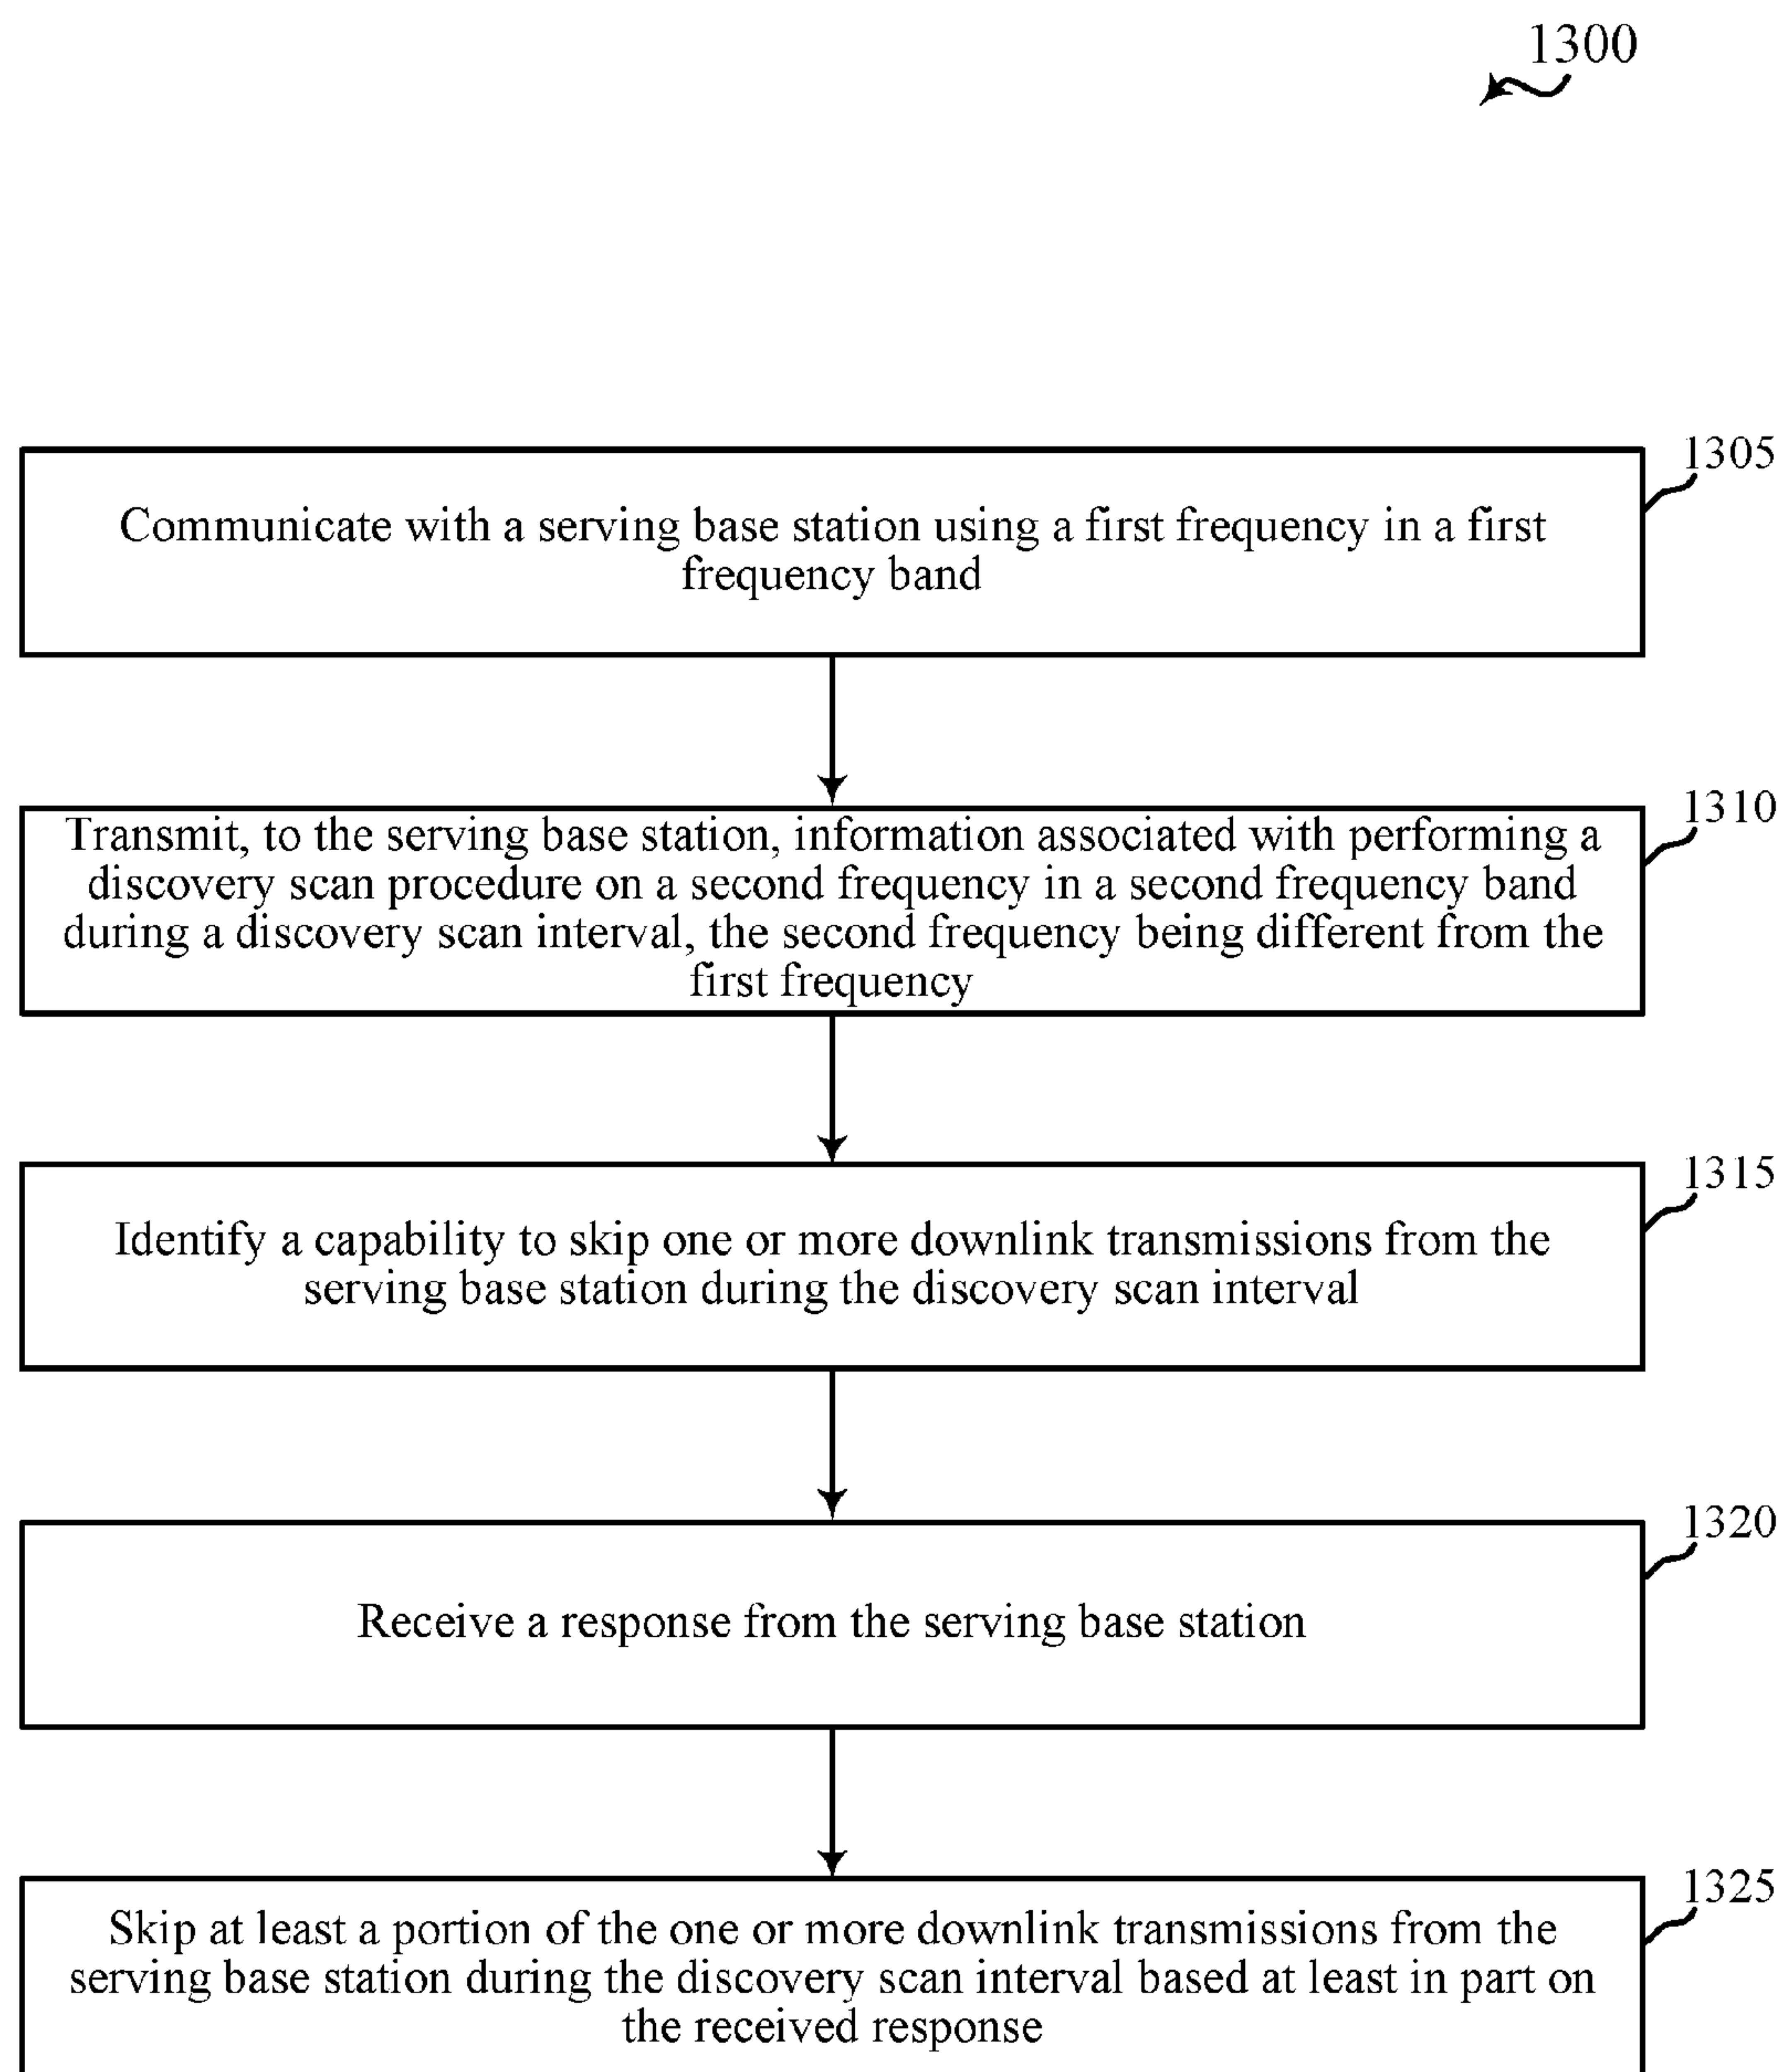 1300
1305
Communicate with a serving base station using a first frequency in a first
frequency band
1310
Transmit, to the serving base station, information associated with performing a
discovery scan procedure on a second frequency in a second frequency band
during a discovery scan interval, the second frequency being different from the
first frequency
1315
Identify a capability to skip one or more downlink transmissions from the
serving base station during the discovery scan interval
1320
Receive a response from the serving base station
1325
Skip at least a portion of the one or more downlink transmissions from the
serving base station during the discovery scan interval based at least in part on
the received response